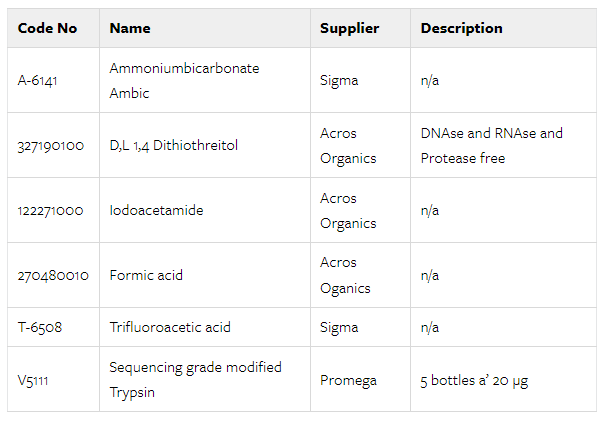 Code No Name Supplier Description
Ammoniumbicarbonate
A-6141 Sigma n/a
Ambic
Acros DNAse and RNAse and
327190100 D,L 1,4 Dithiothreitol
Organics Protease free
Acros
122271000 Iodoacetamide n/a
Organics
Acros
270480010 Formic acid n/a
Oganics
T-6508 Trifluoroacetic acid Sigma n/a
Sequencing grade modified
V5111 Promega 5 bottles a’ 20 µg
Trypsin